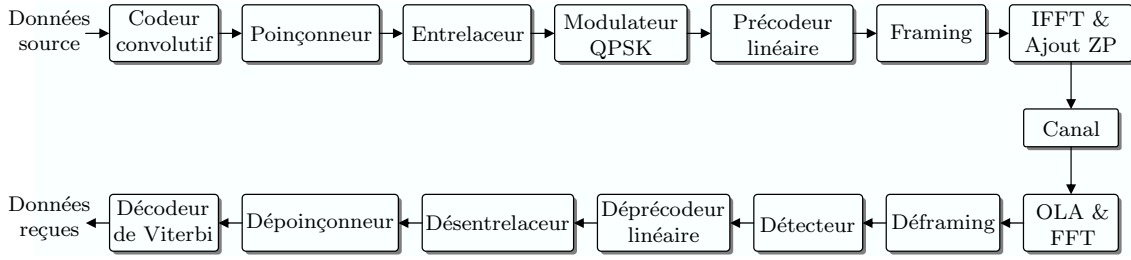 Données
source
Codeur
convolutif
Poinçonneur
Entrelaceur
Modulateur
QPSK
Précodeur
linéaire
Framing
IFFT &
Ajout ZP
Canal
Données
reçues
Décodeur
de Viterbi
Dépoinçonneur
Désentrelaceur
Déprécodeur
linéaire
Détecteur
Déframing
OLA &
FFT